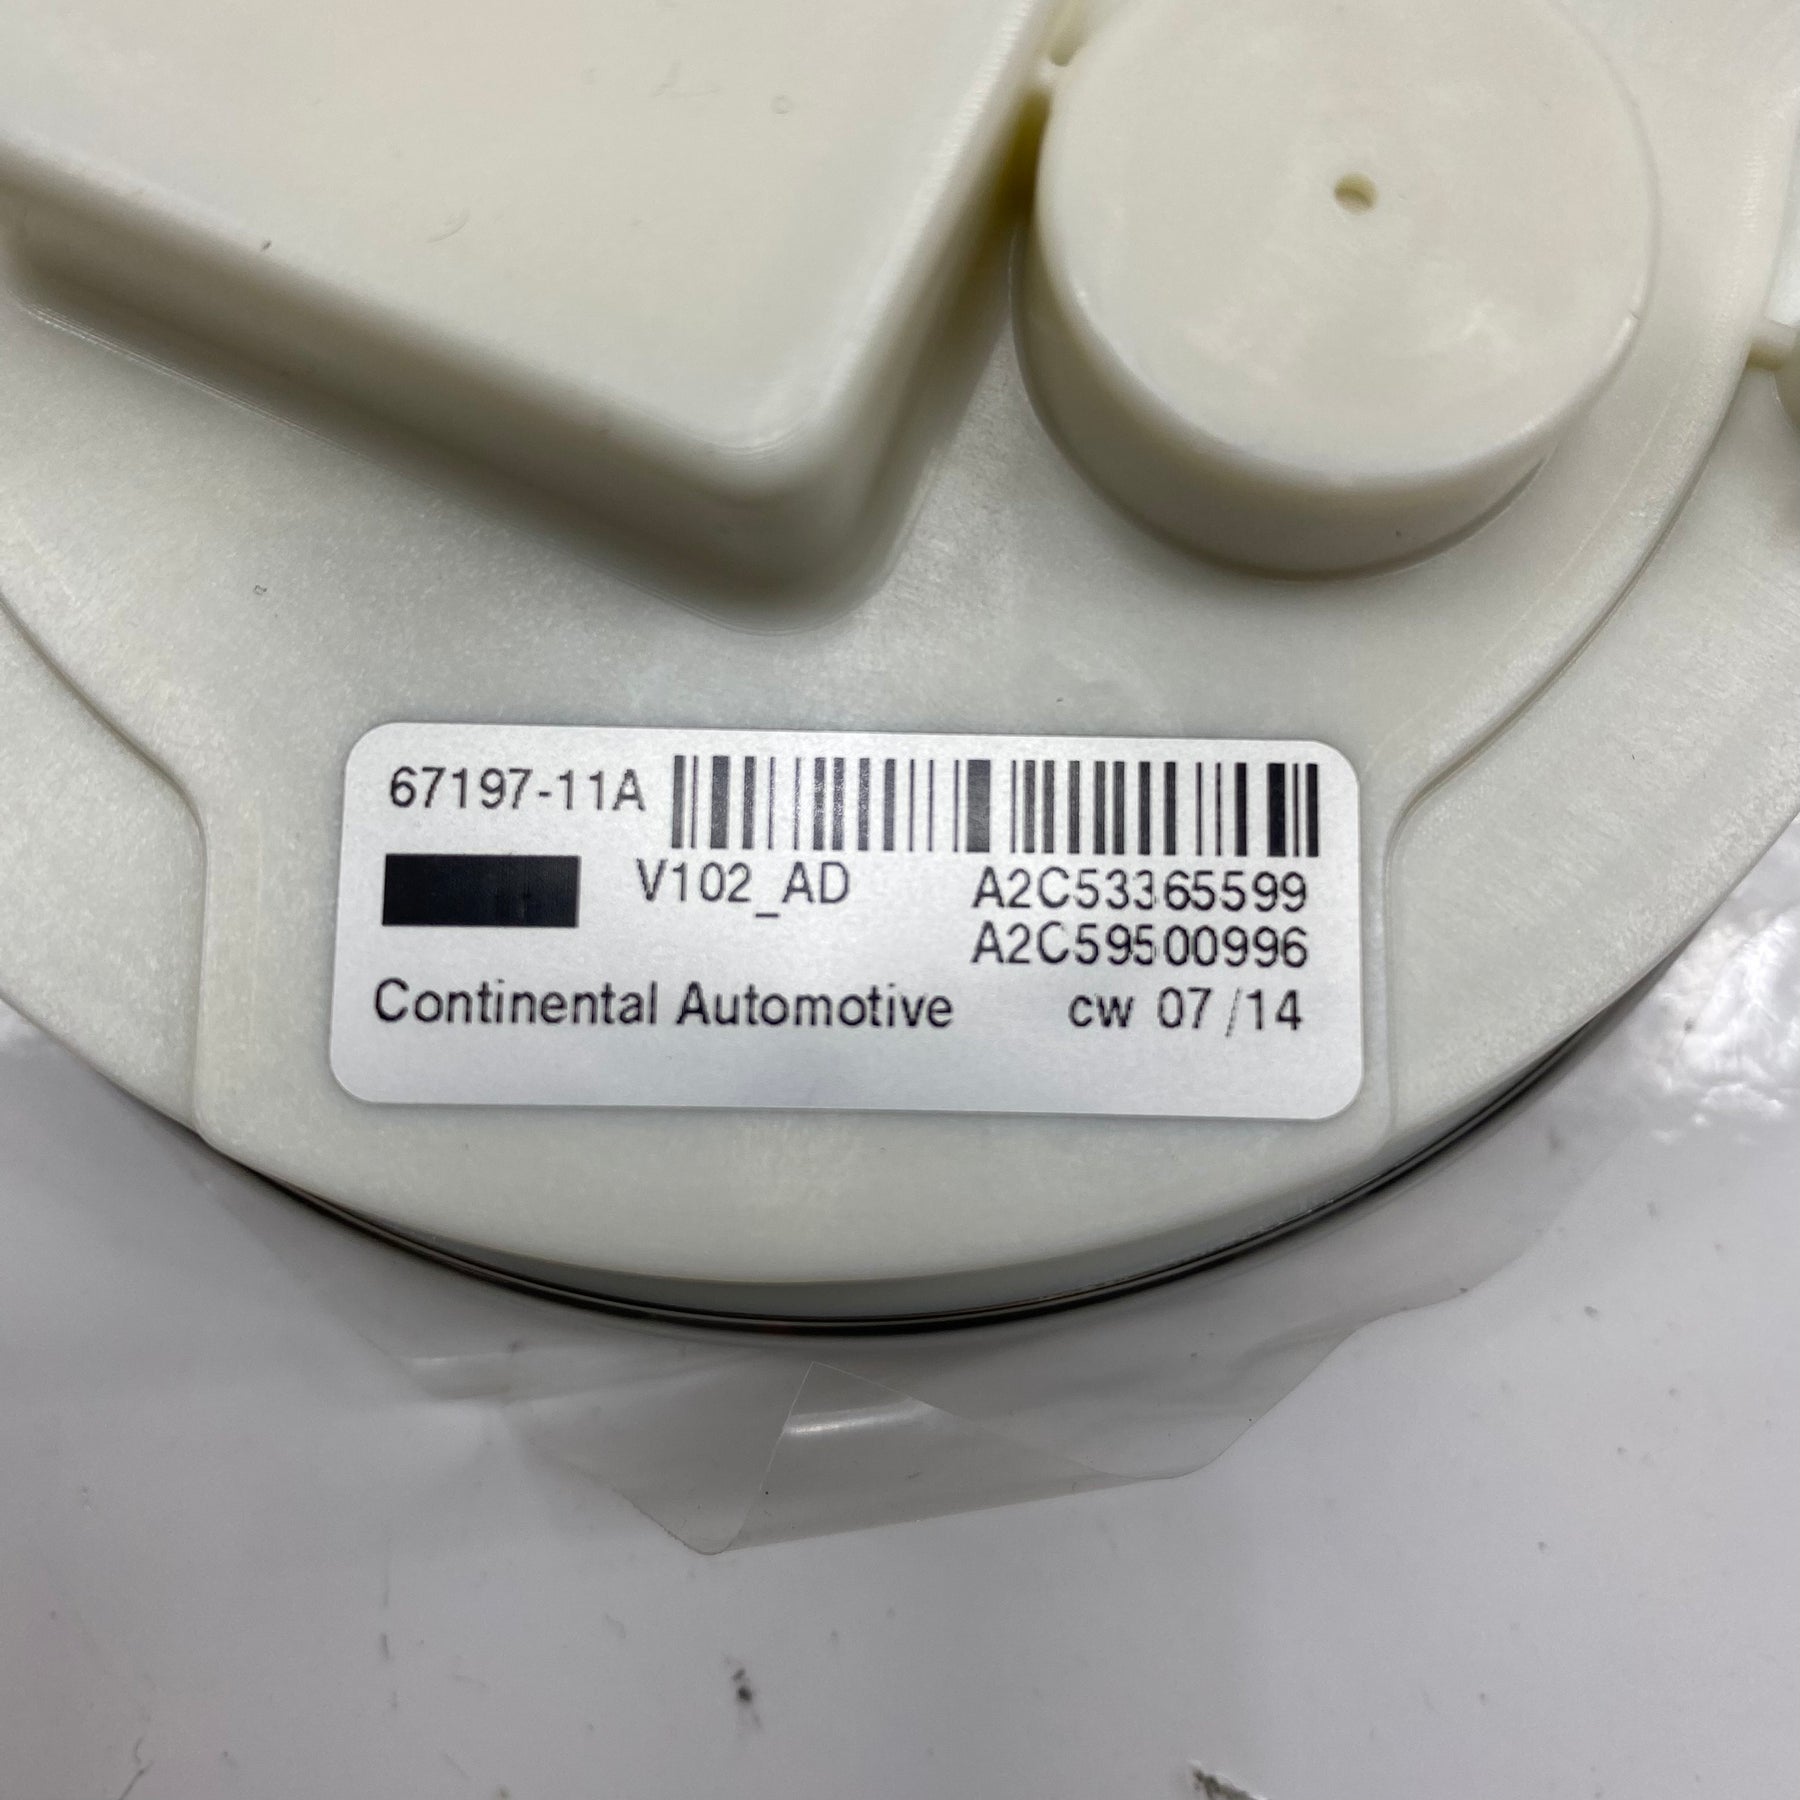 67197-11A
V102_AD A2C53365599
A2C59500996
Continental Automotive cw 07/14